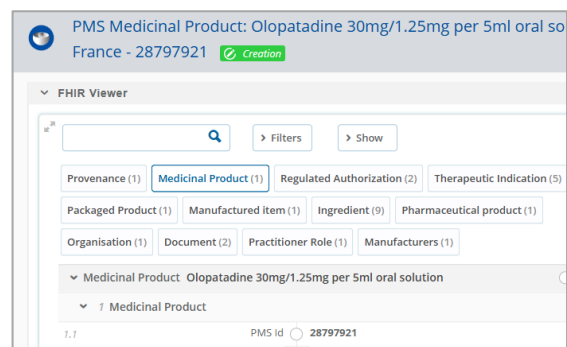 PMS Medicinal Product: Olopatadine 30mg/1.25mg per 5ml oral so
France - 28797921 Creation
FHIR Viewer
Filters Show
Provenance (1) Medicinal Product (1) Regulated Authorization (2) Therapeutic Indication (5)
Packaged Product (1) Manufactured item (1) Ingredient (9) Pharmaceutical product (1)
Organisation (1) Document (2) Practitioner Role (1) Manufacturers (1)
Medicinal Product Olopatadine 30mg/1.25mg per 5ml oral solution
1 Medicinal Product
1.1 PMS Id 28797921